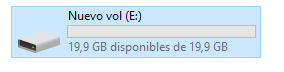 Nuevo vol (E:)
19,9 GB disponibles de 19,9 GB